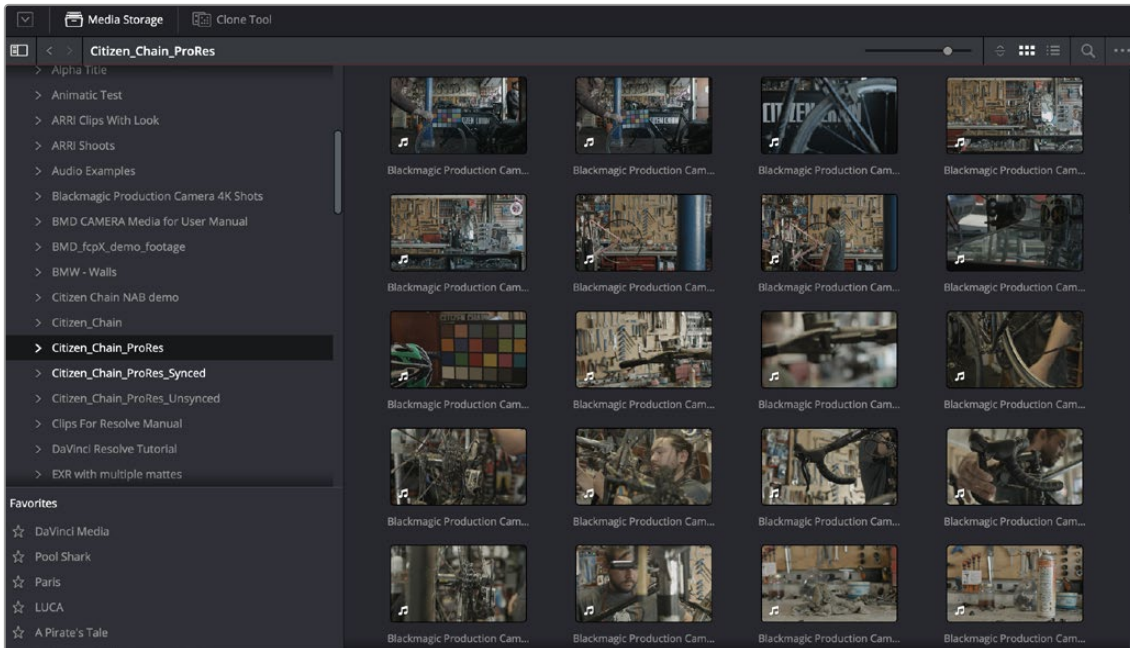 Media Storage
Clone Tool
Citizen_Chain_ProRes
Alpha Title
Animatic Test
ARRI Clips With Look
ARRI Shoots
Audio Examples
Blackmagic Production Camera 4K Shots
BMD CAMERA Media for User Manual
BMD_fcpX_demo_footage
BMW - Walls
Citizen Chain NAB demo
Citizen_Chain
Citizen_Chain_ProRes
Citizen_Chain_ProRes_Synced
Citizen_Chain_ProRes_Unsynced
Clips For Resolve Manual
DaVinci Resolve Tutorial
EXR with multiple mattes
Favorites
DaVinci Media
Pool Shark
Paris
LUCA
A Pirate's Tale
CITIZEN CHAIN
Blackmagic Production Cam... Blackmagic Production Cam... Blackmagic Production Cam... Blackmagic Production Cam...
Blackmagic Production Cam... Blackmagic Production Cam... Blackmagic Production Cam... Blackmagic Production Cam...
CITIZEN CHAIN
Blackmagic Production Cam... Blackmagic Production Cam... Blackmagic Production Cam... Blackmagic Production Cam...
Blackmagic Production Cam... Blackmagic Production Cam... Blackmagic Production Cam... Blackmagic Production Cam...
Blackmagic Production Cam... Blackmagic Production Cam... Blackmagic Production Cam... Blackmagic Production Cam...